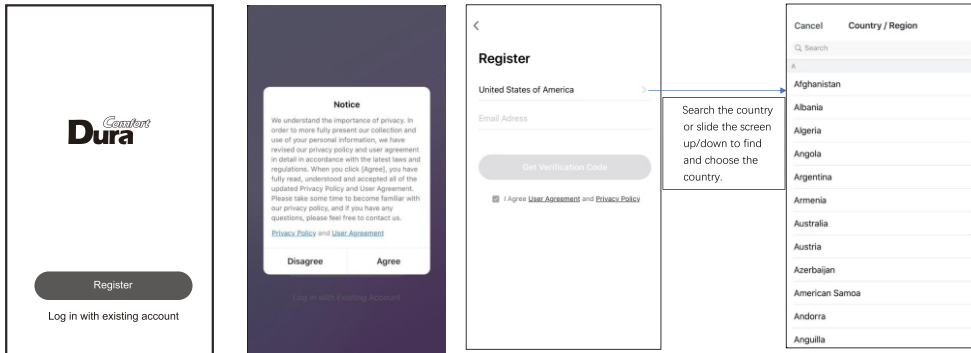 Comfort
Dura
Register
Log in with existing account
Notice
We understand the importance of privacy. In
order to more fully present our collection and
use of your personal information, we have
revised our privacy policy and user agreement
in detail in accordance with the latest laws and
regulations. When you click [Agree], you have
fully read, understood and accepted all of the
updated Privacy Policy and User Agreement.
Please take some time to become familiar with
our privacy policy, and if you have any
questions, please feel free to contact us.
Privacy Policy and User Agreement
Disagree Agree
Log in with Existing Account
Register
United States of America
Email Adress
Get Verification Code
I Agree User Agreement and Privacy Policy
Search the country
or slide the screen
up/down to find
and choose the
country.
Cancel Country / Region
Search
A
Afghanistan
Albania
Algeria
Angola
Argentina
Armenia
Australia
Austria
Azerbaijan
American Samoa
Andorra
Anguilla